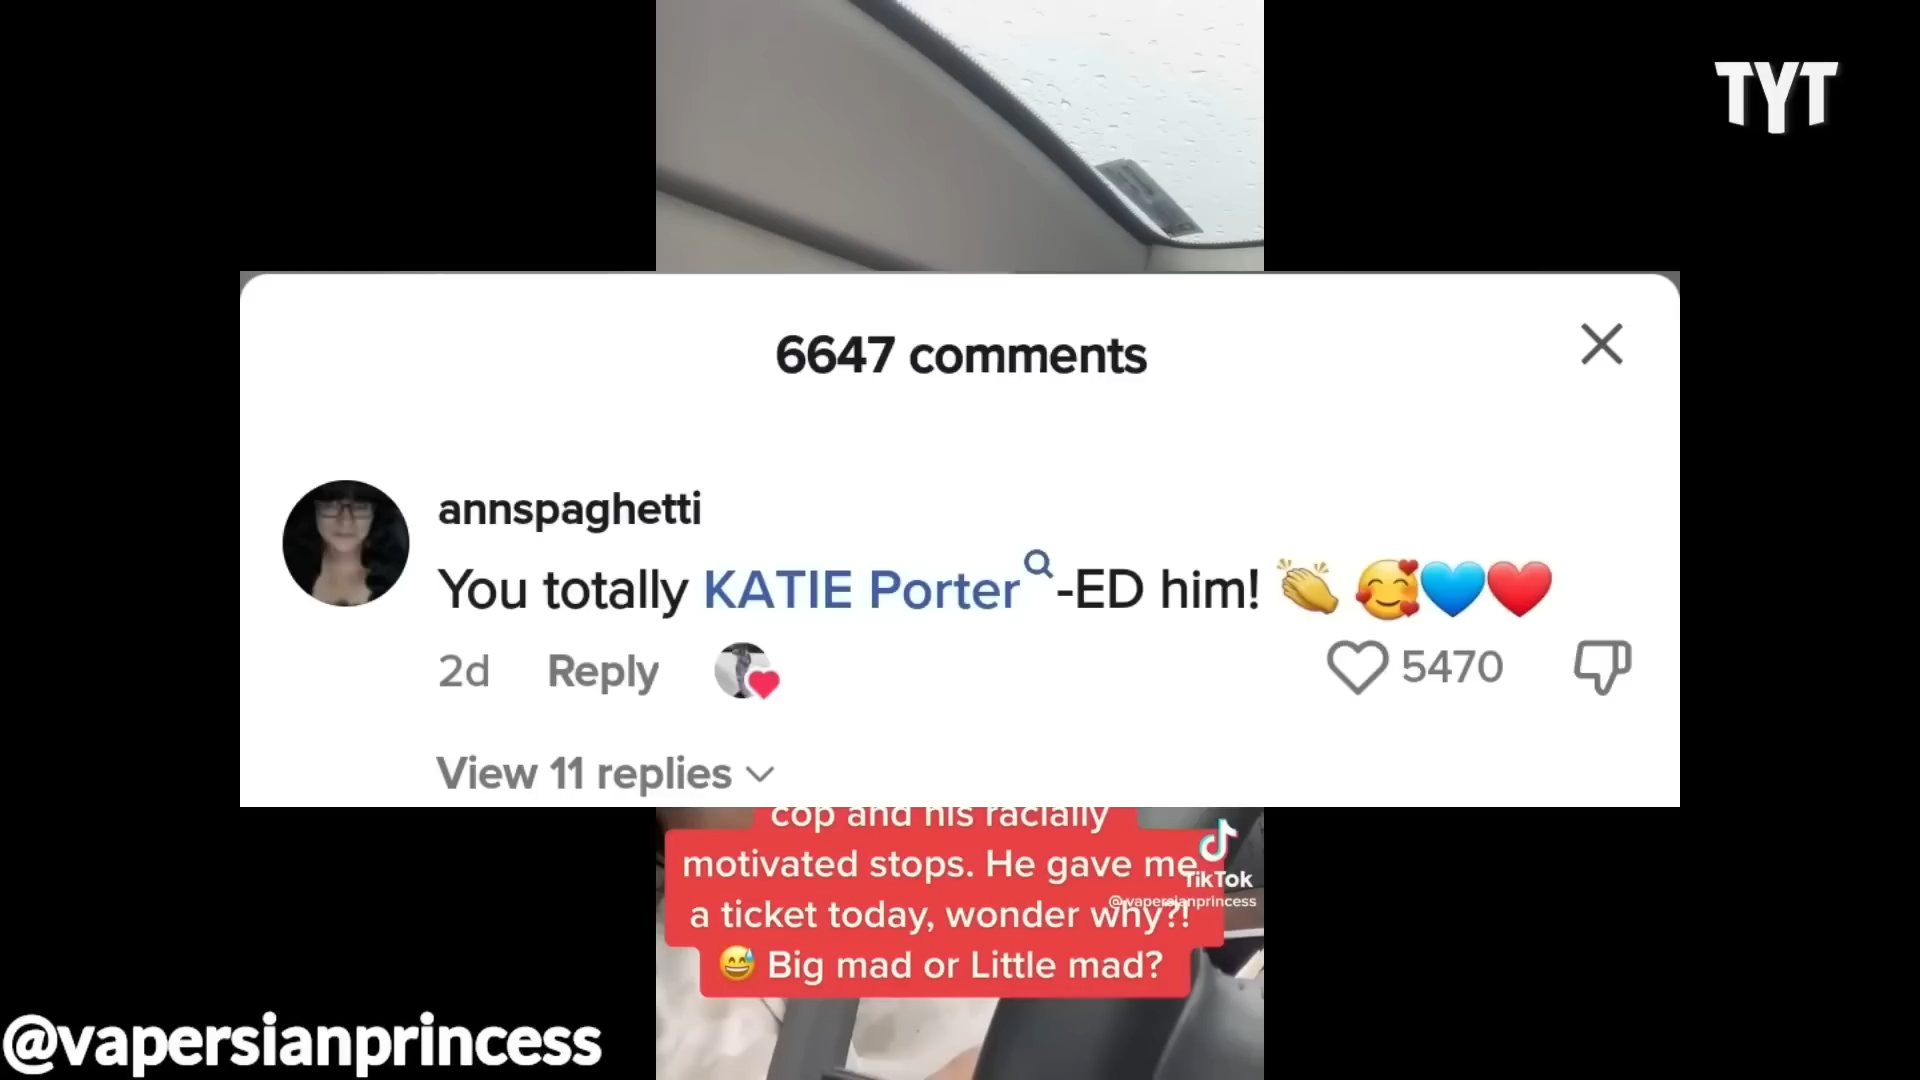 TYT
6647 comments
annspaghetti
You totally KATIE Porter -ED him! 👏 🥰💙❤️
2d Reply
5470
View 11 replies
cop and his racially
motivated stops. He gave me
a ticket today, wonder why?!
😅 Big mad or Little mad?
TikTok
@vapersianprincess
@vapersianprincess